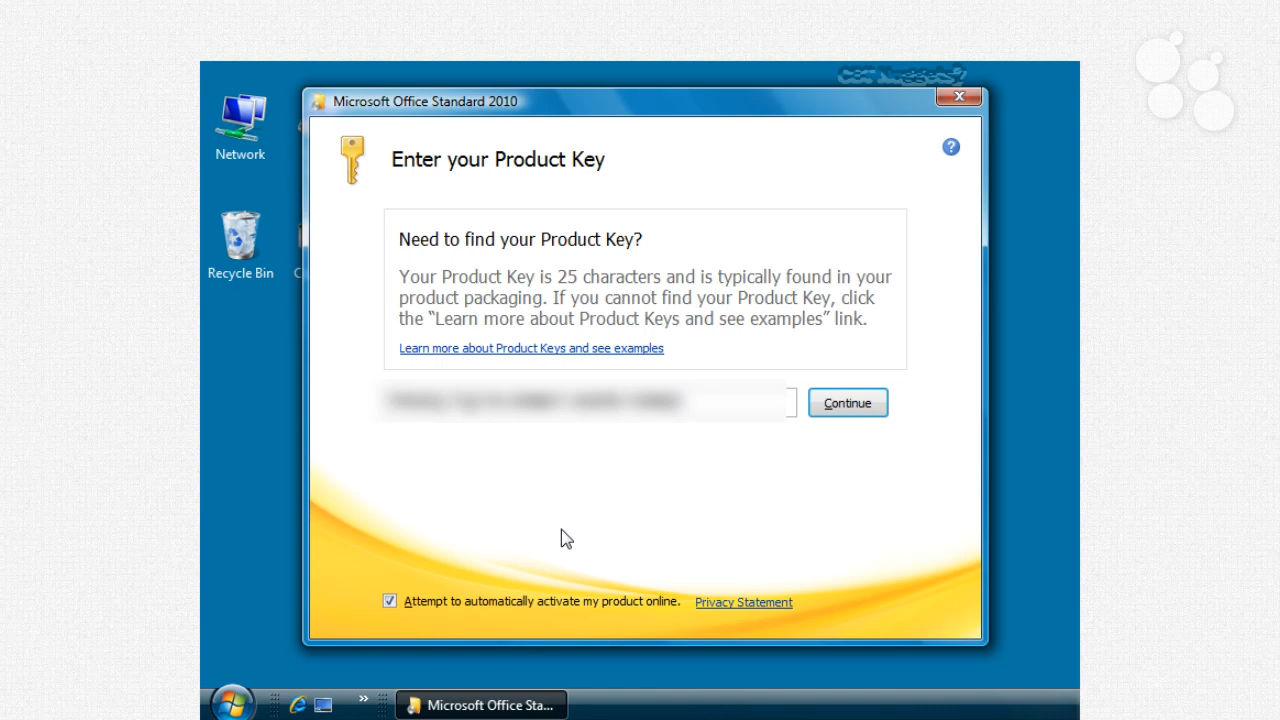 Microsoft Office Standard 2010
Network
Enter your Product Key
Need to find your Product Key?
Recycle Bin
Your Product Key is 25 characters and is typically found in your
product packaging. If you cannot find your Product Key, click
the “Learn more about Product Keys and see examples” link.
Learn more about Product Keys and see examples
Continue
Attempt to automatically activate my product online.
Privacy Statement
Microsoft Office Sta...